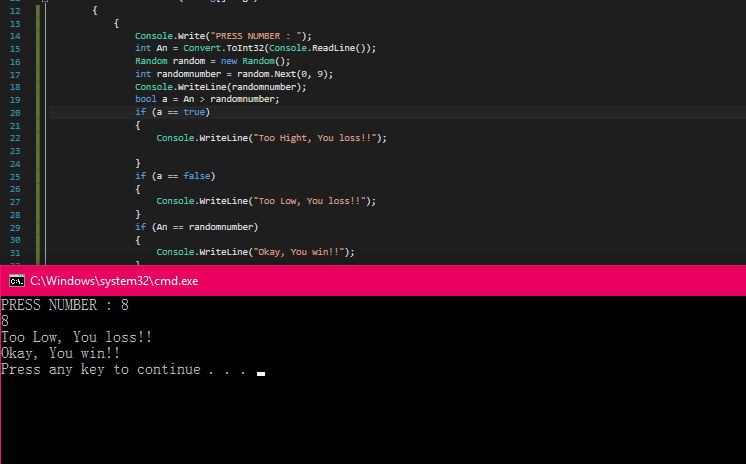 12 {
13 {
14 Console.Write("PRESS NUMBER : ");
15 int An = Convert.ToInt32(Console.ReadLine());
16 Random random = new Random();
17 int randomnumber = random.Next(0, 9);
18 Console.WriteLine(randomnumber);
19 bool a = An > randomnumber;
20 if (a == true)
21 {
22 Console.WriteLine("Too Hight, You loss!!");
23
24 }
25 if (a == false)
26 {
27 Console.WriteLine("Too Low, You loss!!");
28 }
29 if (An == randomnumber)
30 {
31 Console.WriteLine("Okay, You win!!");
C:\Windows\system32\cmd.exe
PRESS NUMBER : 8
8
Too Low, You loss!!
Okay, You win!!
Press any key to continue . . .